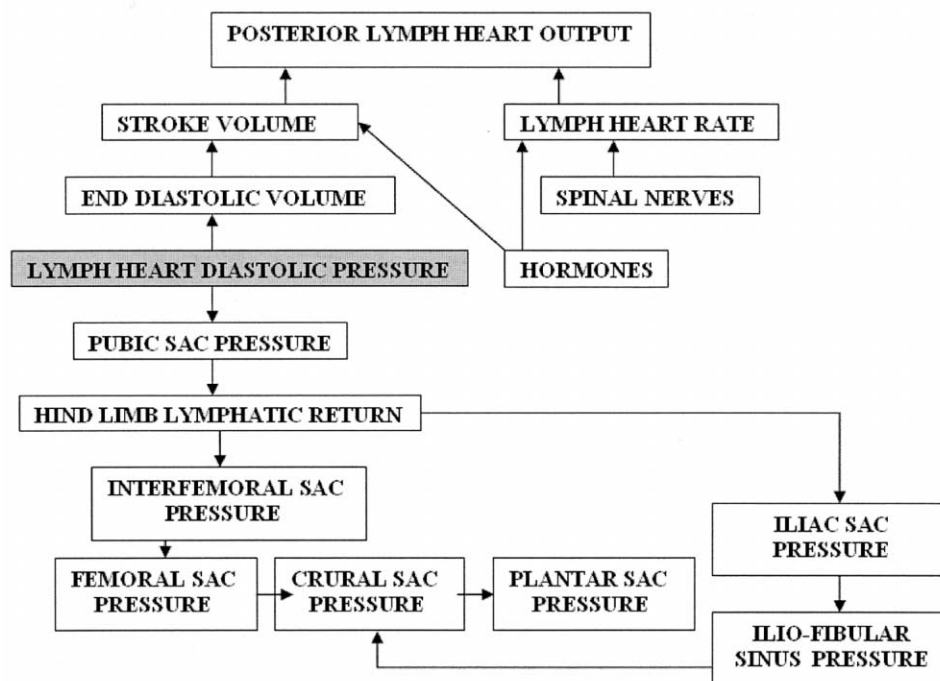 POSTERIOR LYMPH HEART OUTPUT
STROKE VOLUME
LYMPH HEART RATE
END DIASTOLIC VOLUME
SPINAL NERVES
LYMPH HEART DIASTOLIC PRESSURE
HORMONES
PUBIC SAC PRESSURE
HIND LIMB LYMPHATIC RETURN
INTERFEMORAL SAC
PRESSURE
ILIAC SAC
PRESSURE
FEMORAL SAC
PRESSURE
CRURAL SAC
PRESSURE
PLANTAR SAC
PRESSURE
ILIO-FIBULAR
SINUS PRESSURE